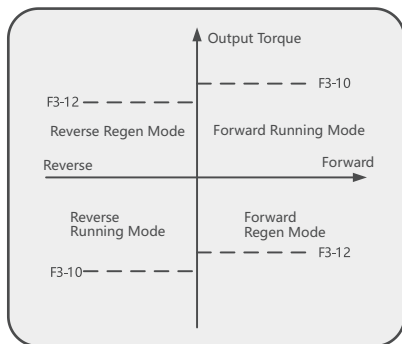 Output Torque
F3-10
F3-12
Reverse Regen Mode
Forward Running Mode
Reverse
Forward
Reverse
Running Mode
Forward
Regen Mode
F3-12
F3-10